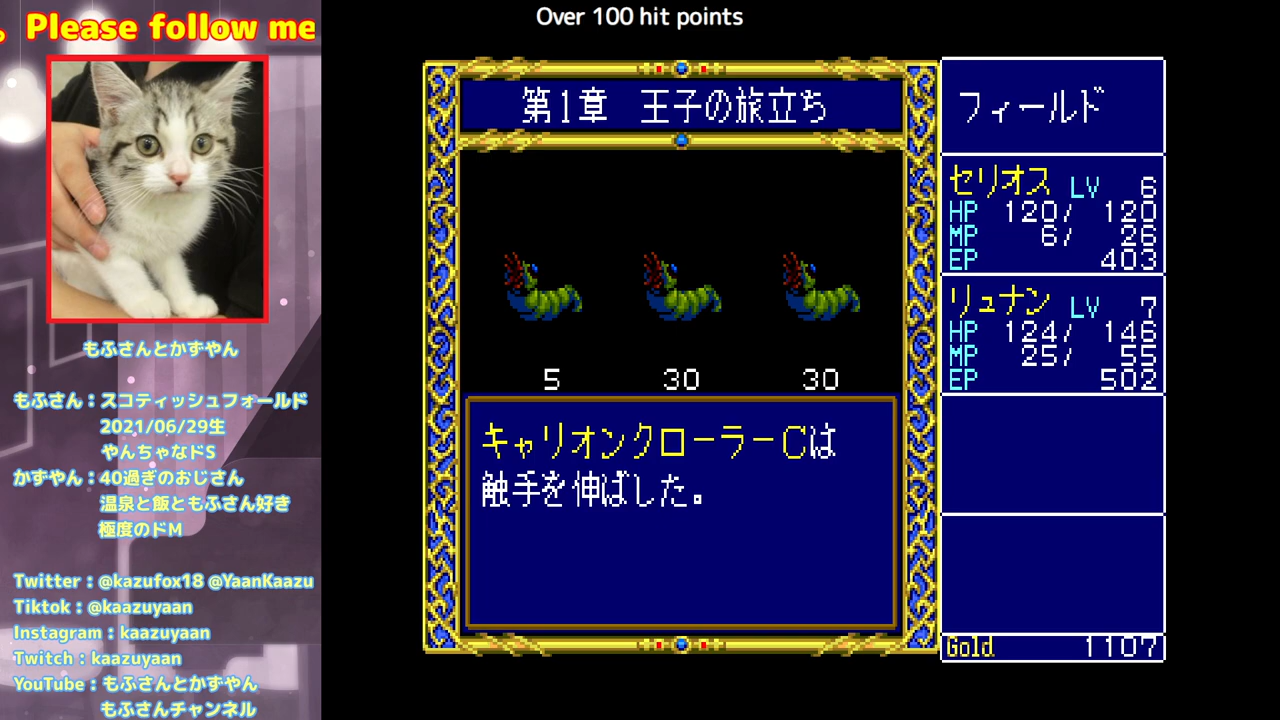 。Please follow me
もふさんとかずやん
もふさん：スコティッシュフォールド
2021/06/29生
やんちゃなドS
かずやん：40過ぎのおじさん
温泉と飯ともふさん好き
極度のドM
Twitter：@kazufox18 @YaanKaazu
Tiktok：@kaazuyaan
Instagram：kaazuyaan
Twitch：kaazuyaan
YouTube：もふさんとかずやん
もふさんチャンネル
Over 100 hit points
第1章　王子の旅立ち
5 30 30
キャリオンクローラーCは
触手を伸ばした。
フィールド
セリオス LV 6
HP 120/ 120
MP 6/ 26
EP 403
リュナン LV 7
HP 124/ 146
MP 25/ 55
EP 502
Gold 1107